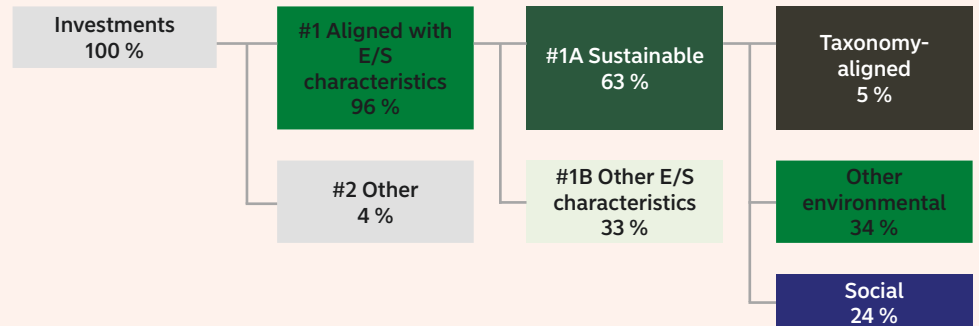 Investments
100 %
#1 Aligned with
E/S
characteristics
96 %
#1A Sustainable
63 %
Taxonomy-
aligned
5 %
#2 Other
4 %
#1B Other E/S
characteristics
33 %
Other
environmental
34 %
Social
24 %